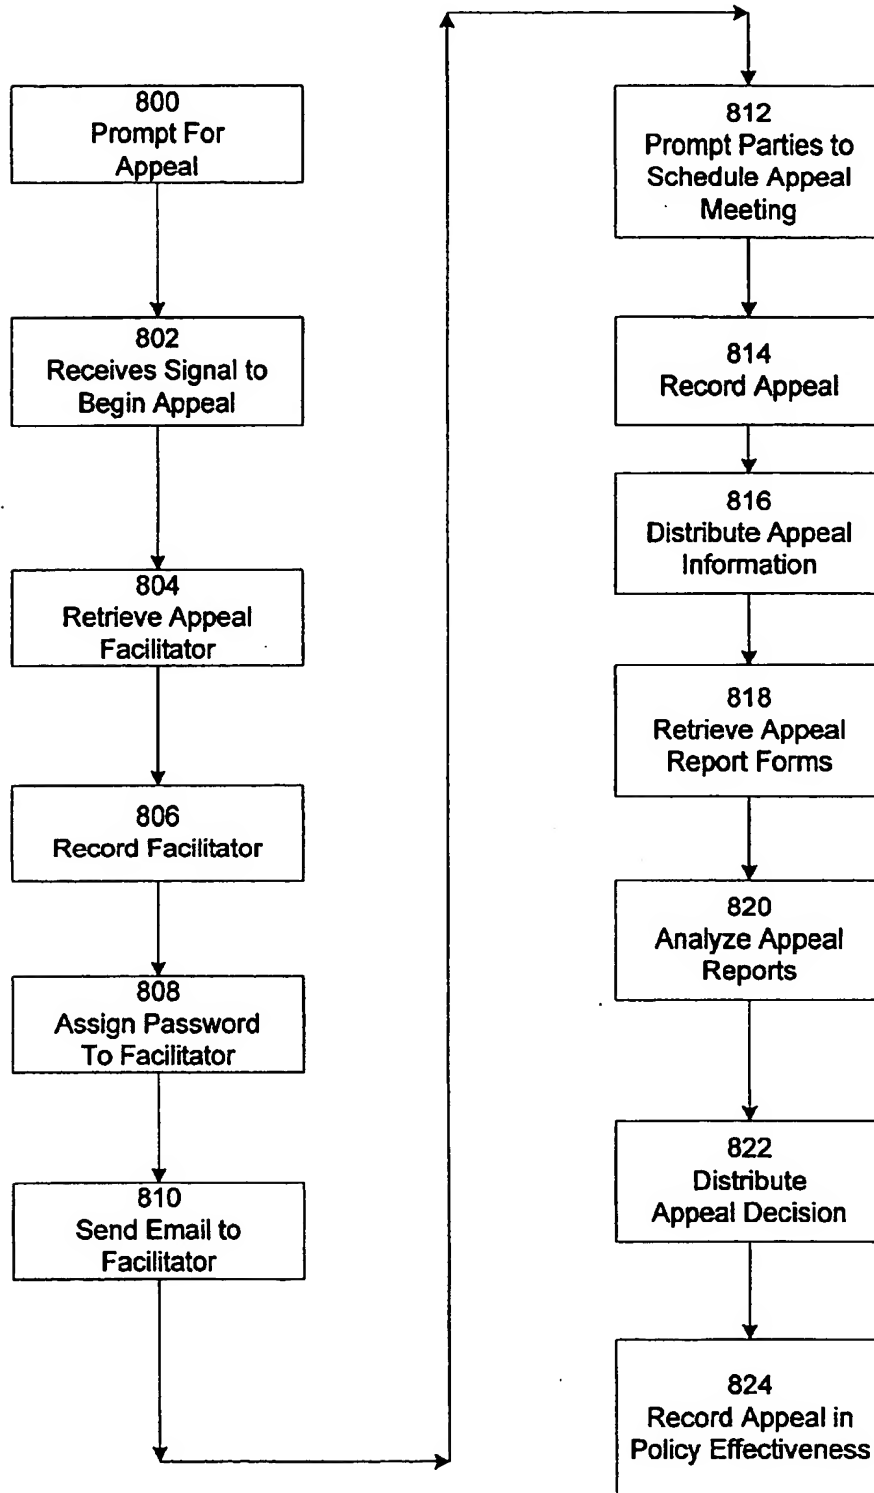 800
Prompt For
Appeal
802
Receives Signal to
Begin Appeal
804
Retrieve Appeal
Facilitator
806
Record Facilitator
808
Assign Password
To Facilitator
810
Send Email to
Facilitator
812
Prompt Parties to
Schedule Appeal
Meeting
814
Record Appeal
816
Distribute Appeal
Information
818
Retrieve Appeal
Report Forms
820
Analyze Appeal
Reports
822
Distribute
Appeal Decision
824
Record Appeal in
Policy Effectiveness